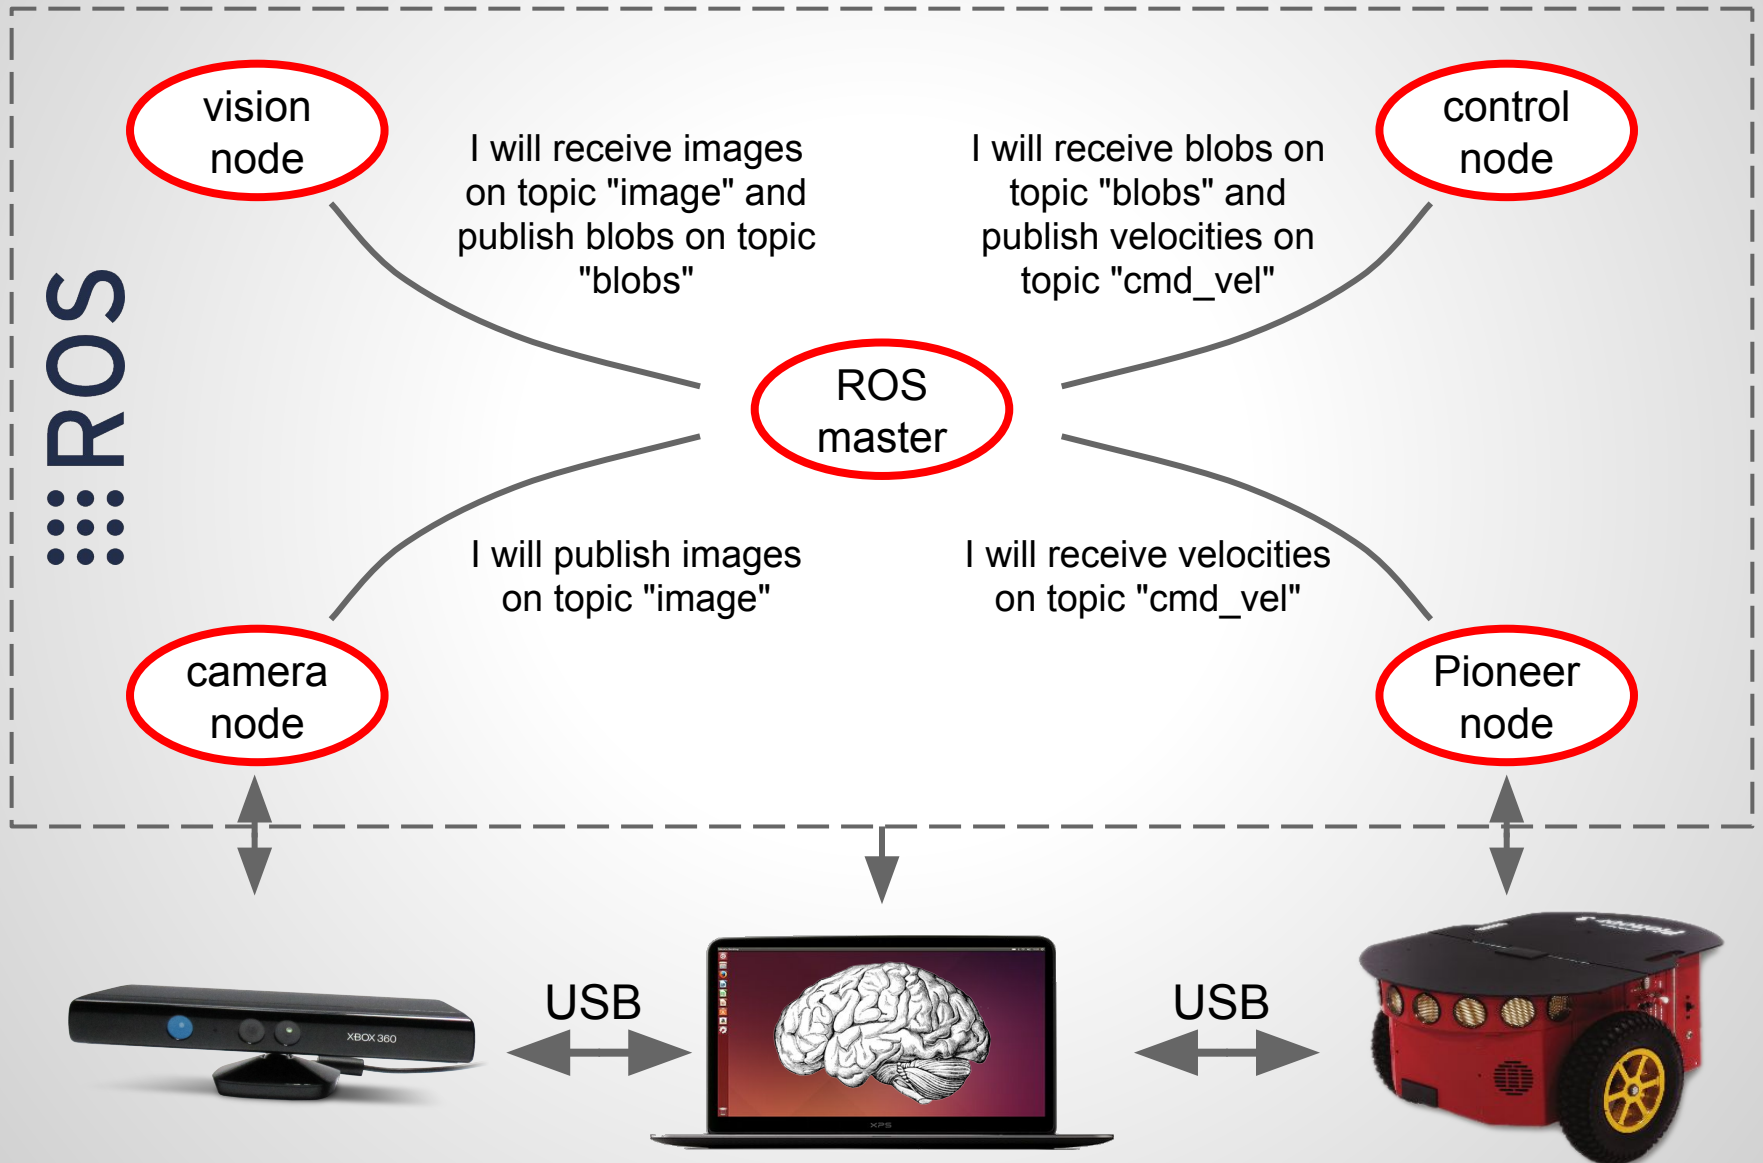 vision
node
I will receive images
on topic "image" and
publish blobs on topic
"blobs"
I will receive blobs on
topic "blobs" and
publish velocities on
topic "cmd_vel"
control
node
ROS
ROS
master
I will publish images
on topic "image"
I will receive velocities
on topic "cmd_vel"
camera
node
Pioneer
node
USB
USB
XBOX 360
XPS